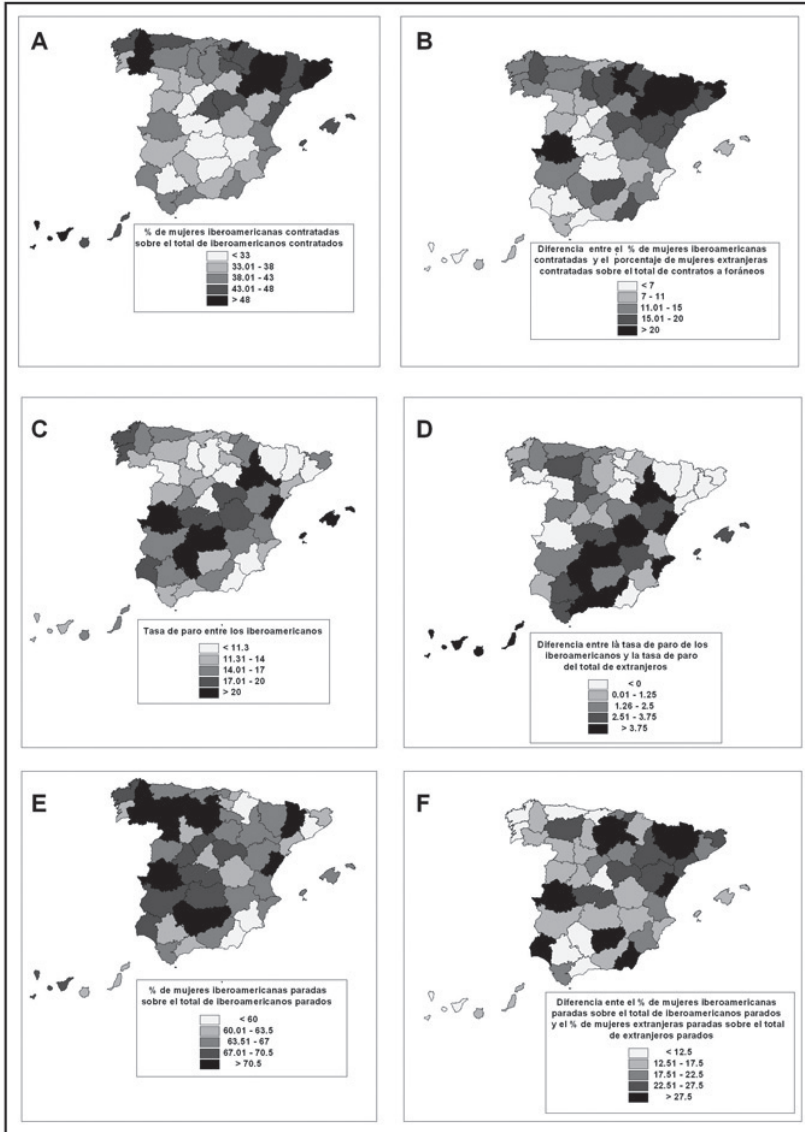 A
% de mujeres iberoamericanas contratadas
sobre el total de iberoamericanos contratados
< 33
33.01 - 38
38.01 - 43
43.01 - 48
> 48
B
Diferencia entre el % de mujeres iberoamericanas
contratadas y el porcentaje de mujeres extranjeras
contratadas sobre el total de contratos a foráneos
< 7
7 - 11
11.01 - 15
15.01 - 20
> 20
C
Tasa de paro entre los iberoamericanos
< 11.3
11.31 - 14
14.01 - 17
17.01 - 20
> 20
D
Diferencia entre là tasa de paro de los
iberoamericanos y la tasa de paro
del total de extranjeros
< 0
0.01 - 1.25
1.26 - 2.5
2.51 - 3.75
> 3.75
E
% de mujeres iberoamericanas paradas
sobre el total de iberoamericanos parados
< 60
60.01 - 63.5
63.51 - 67
67.01 - 70.5
> 70.5
F
Diferencia ente el % de mujeres iberoamericanas
paradas sobre el total de iberoamericanos parados
y el % de mujeres extranjeras paradas sobre el total
de extranjeros parados
< 12.5
12.51 - 17.5
17.51 - 22.5
22.51 - 27.5
> 27.5